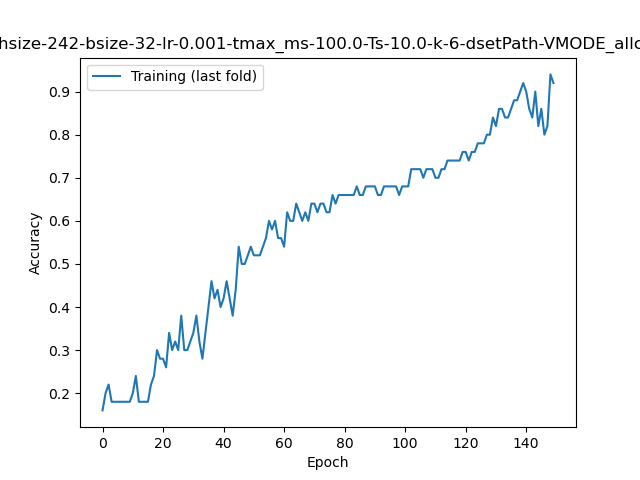 hsize-242-bsize-32-lr-0.001-tmax_ms-100.0-Ts-10.0-k-6-dsetPath-VMODE_allo
Training (last fold)
Accuracy
0.9
0.8
0.7
0.6
0.5
0.4
0.3
0.2
0 20 40 60 80 100 120 140
Epoch